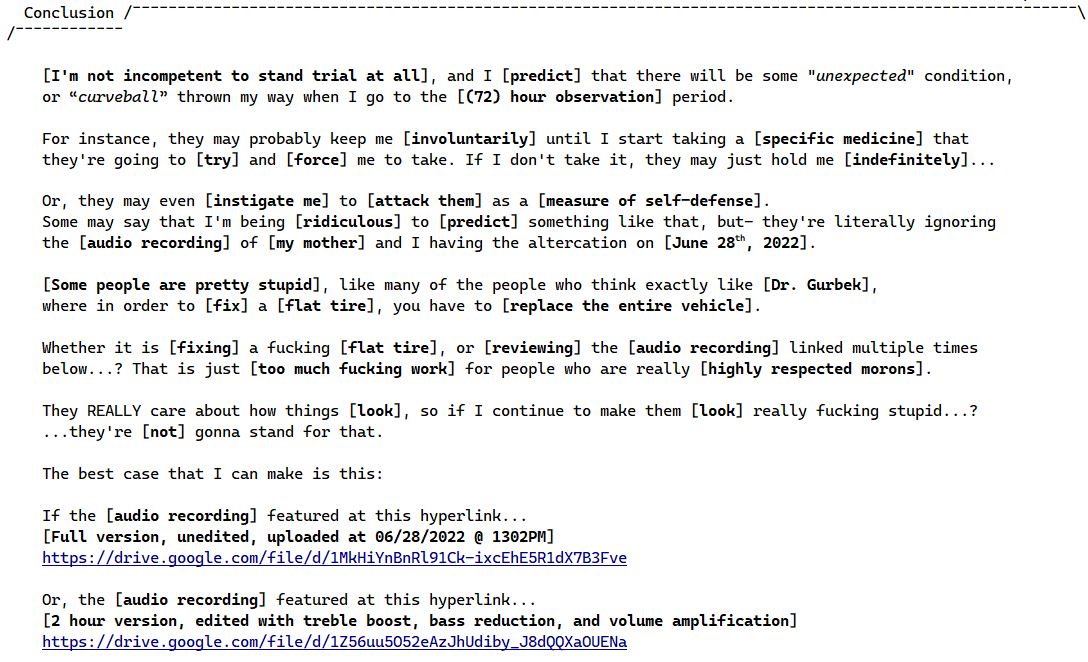 Conclusion
[I'm not incompetent to stand trial at all], and I [predict] that there will be some "unexpected" condition,
or “curveball” thrown my way when I go to the [(72) hour observation] period.
For instance, they may probably keep me [involuntarily] until I start taking a [specific medicine] that
they're going to [try] and [force] me to take. If I don't take it, they may just hold me [indefinitely]...
Or, they may even [instigate me] to [attack them] as a [measure of self-defense].
Some may say that I'm being [ridiculous] to [predict] something like that, but- they're literally ignoring
the [audio recording] of [my mother] and I having the altercation on [June 28th, 2022].
[Some people are pretty stupid], like many of the people who think exactly like [Dr. Gurbek],
where in order to [fix] a [flat tire], you have to [replace the entire vehicle].
Whether it is [fixing] a fucking [flat tire], or [reviewing] the [audio recording] linked multiple times
below...? That is just [too much fucking work] for people who are really [highly respected morons].
They REALLY care about how things [look], so if I continue to make them [look] really fucking stupid...?
...they're [not] gonna stand for that.
The best case that I can make is this:
If the [audio recording] featured at this hyperlink...
[Full version, unedited, uploaded at 06/28/2022 @ 1302PM]
https://drive.google.com/file/d/1MkHiYnBnRl91Ck-ixcEhE5R1dX7B3Fve
Or, the [audio recording] featured at this hyperlink...
[2 hour version, edited with treble boost, bass reduction, and volume amplification]
https://drive.google.com/file/d/1Z56uu5O52eAzJhUdiby_J8dQQXaOUENa